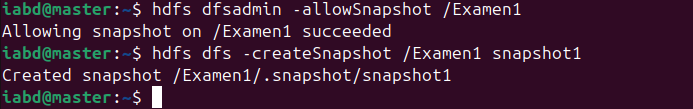 iabd@master:~$ hdfs dfsadmin -allowSnapshot /Examen1
Allowing snapshot on /Examen1 succeeded
iabd@master:~$ hdfs dfs -createSnapshot /Examen1 snapshot1
Created snapshot /Examen1/.snapshot/snapshot1
iabd@master:~$